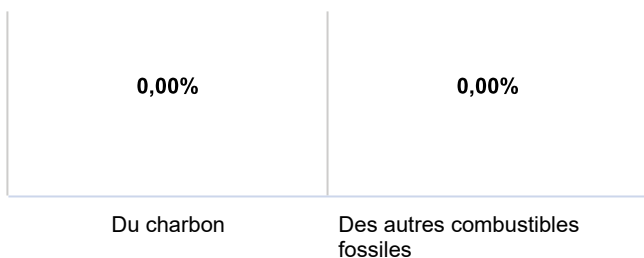 0,00% 0,00%
Du charbon Des autres combustibles
fossiles